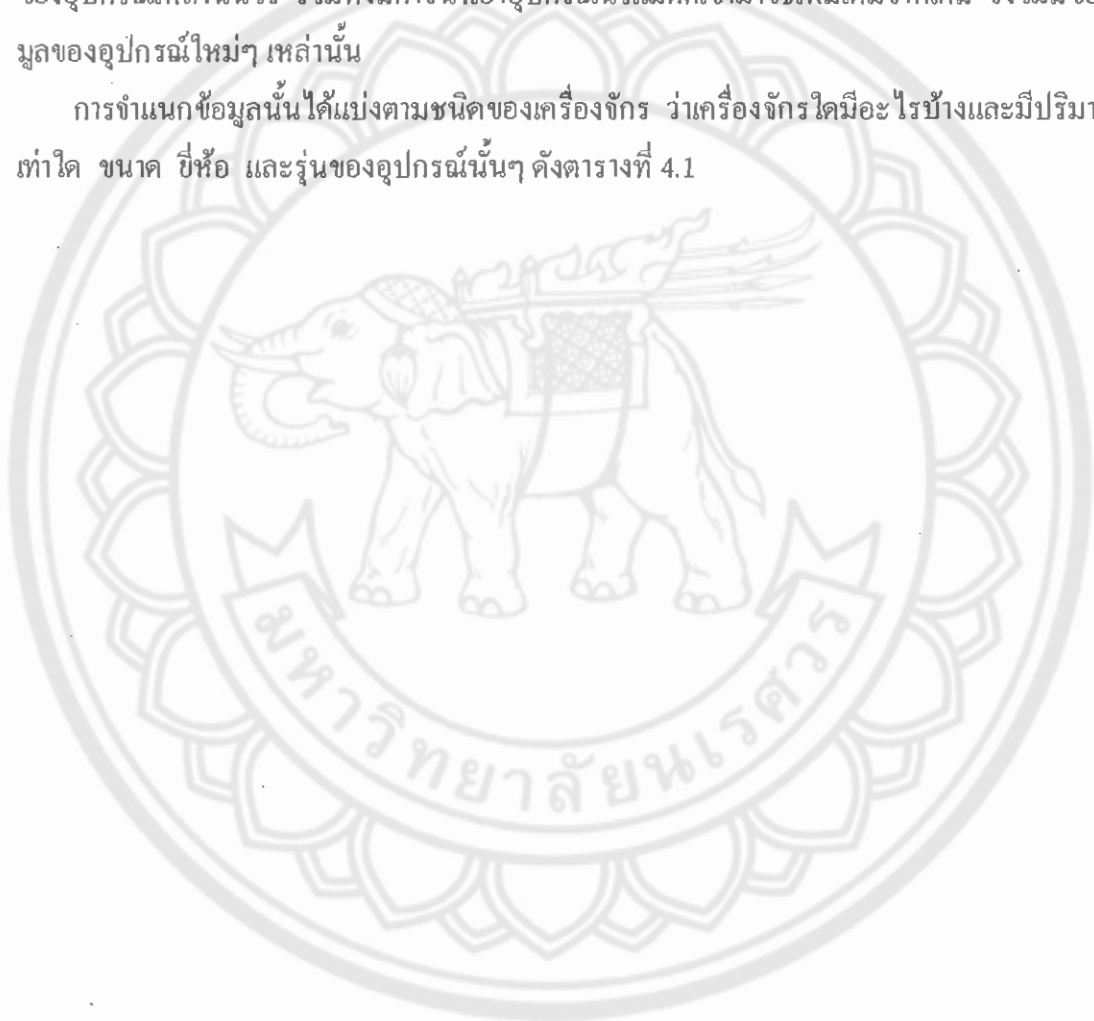 มูลของอุปกรณ์ใหม่ๆ เหล่านั้น
การจำแนกข้อมูลนั้นได้แบ่งตามชนิดของเครื่องจักร ว่าเครื่องจักรใดมีอะไรบ้างและมีปริมา
เท่าใด ขนาด ยี่ห้อ และรุ่นของอุปกรณ์นั้นๆ ดังตารางที่ 4.1
มหาวิทยาลัยนเรศวร